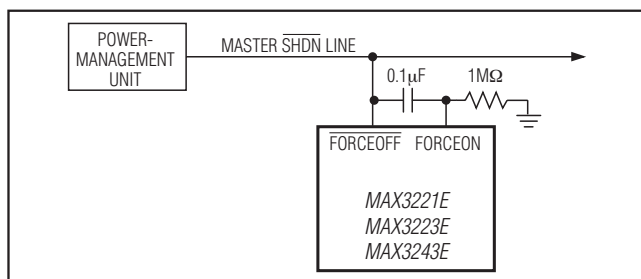 POWER-
MANAGEMENT
UNIT
MASTER SHDN LINE
0.1μF
1MΩ
FORCEOFF FORCEON
MAX3221E
MAX3223E
MAX3243E